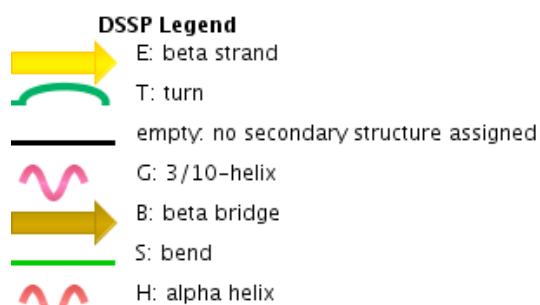 DSSP Legend
E: beta strand
T: turn
empty: no secondary structure assigned
G: 3/10-helix
B: beta bridge
S: bend
H: alpha helix